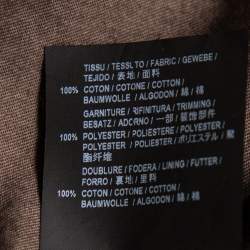 TISSU / TESSLTO / FABRIC / GEWEBE /
TEJIDO / 表地 / 面料
100% COTON / COTONE / COTTON /
BAUMWOLLE / ALGODON / 綿 / 棉
GARNITURE / RIFINITURA / TRIMMING /
BESATZ / ADORNO / 一部 / 装饰部件
100% POLYESTER / POLIESTERE / POLYESTER /
POLYESTER / POLIESTER / ポリエステル / 聚
酯纤维
DOUBLURE / FODERA / LINING / FUTTER/
FORRO / 裏地 / 里料
100% COTON / COTONE / COTTON /
BAUMWOLLE / ALGODON / 綿 / 棉